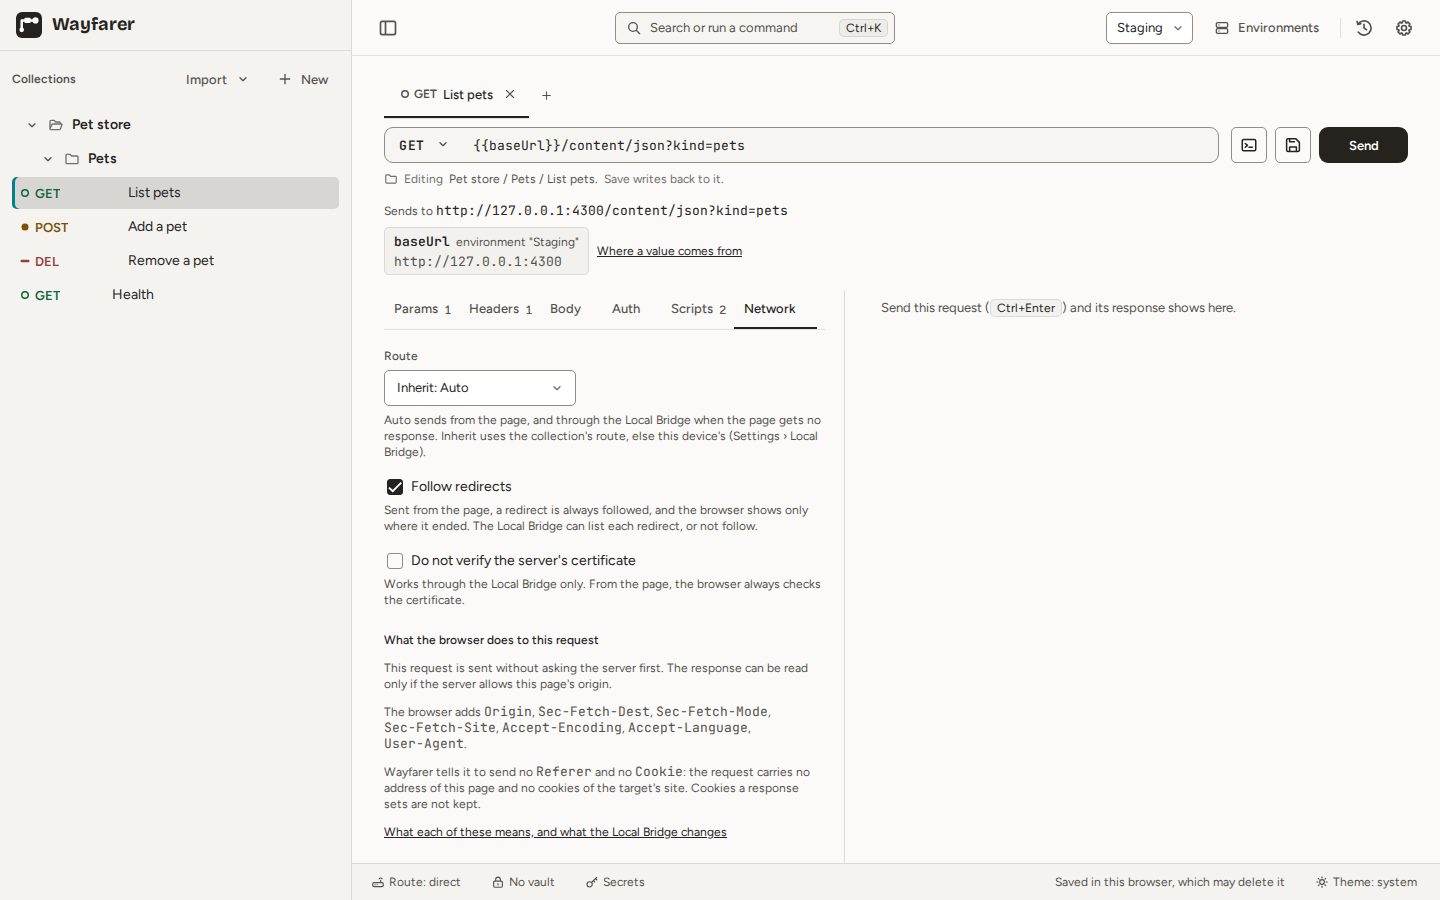 Wayfarer
Search or run a command Ctrl+K
Staging
Environments
Collections
Import
New
Pet store
Pets
GET List pets
POST Add a pet
DEL Remove a pet
GET Health
GET List pets
GET {{baseUrl}}/content/json?kind=pets
Send
Editing Pet store / Pets / List pets. Save writes back to it.
Sends to http://127.0.0.1:4300/content/json?kind=pets
baseUrl environment "Staging"
http://127.0.0.1:4300
Where a value comes from
Params 1 Headers 1 Body Auth Scripts 2 Network
Route
Inherit: Auto
Auto sends from the page, and through the Local Bridge when the page gets no
response. Inherit uses the collection's route, else this device's (Settings › Local
Bridge).
Follow redirects
Sent from the page, a redirect is always followed, and the browser shows only
where it ended. The Local Bridge can list each redirect, or not follow.
Do not verify the server's certificate
Works through the Local Bridge only. From the page, the browser always checks
the certificate.
What the browser does to this request
This request is sent without asking the server first. The response can be read
only if the server allows this page's origin.
The browser adds Origin, Sec-Fetch-Dest, Sec-Fetch-Mode,
Sec-Fetch-Site, Accept-Encoding, Accept-Language,
User-Agent.
Wayfarer tells it to send no Referer and no Cookie: the request carries no
address of this page and no cookies of the target's site. Cookies a response
sets are not kept.
What each of these means, and what the Local Bridge changes
Send this request (Ctrl+Enter) and its response shows here.
Route: direct
No vault
Secrets
Saved in this browser, which may delete it
Theme: system